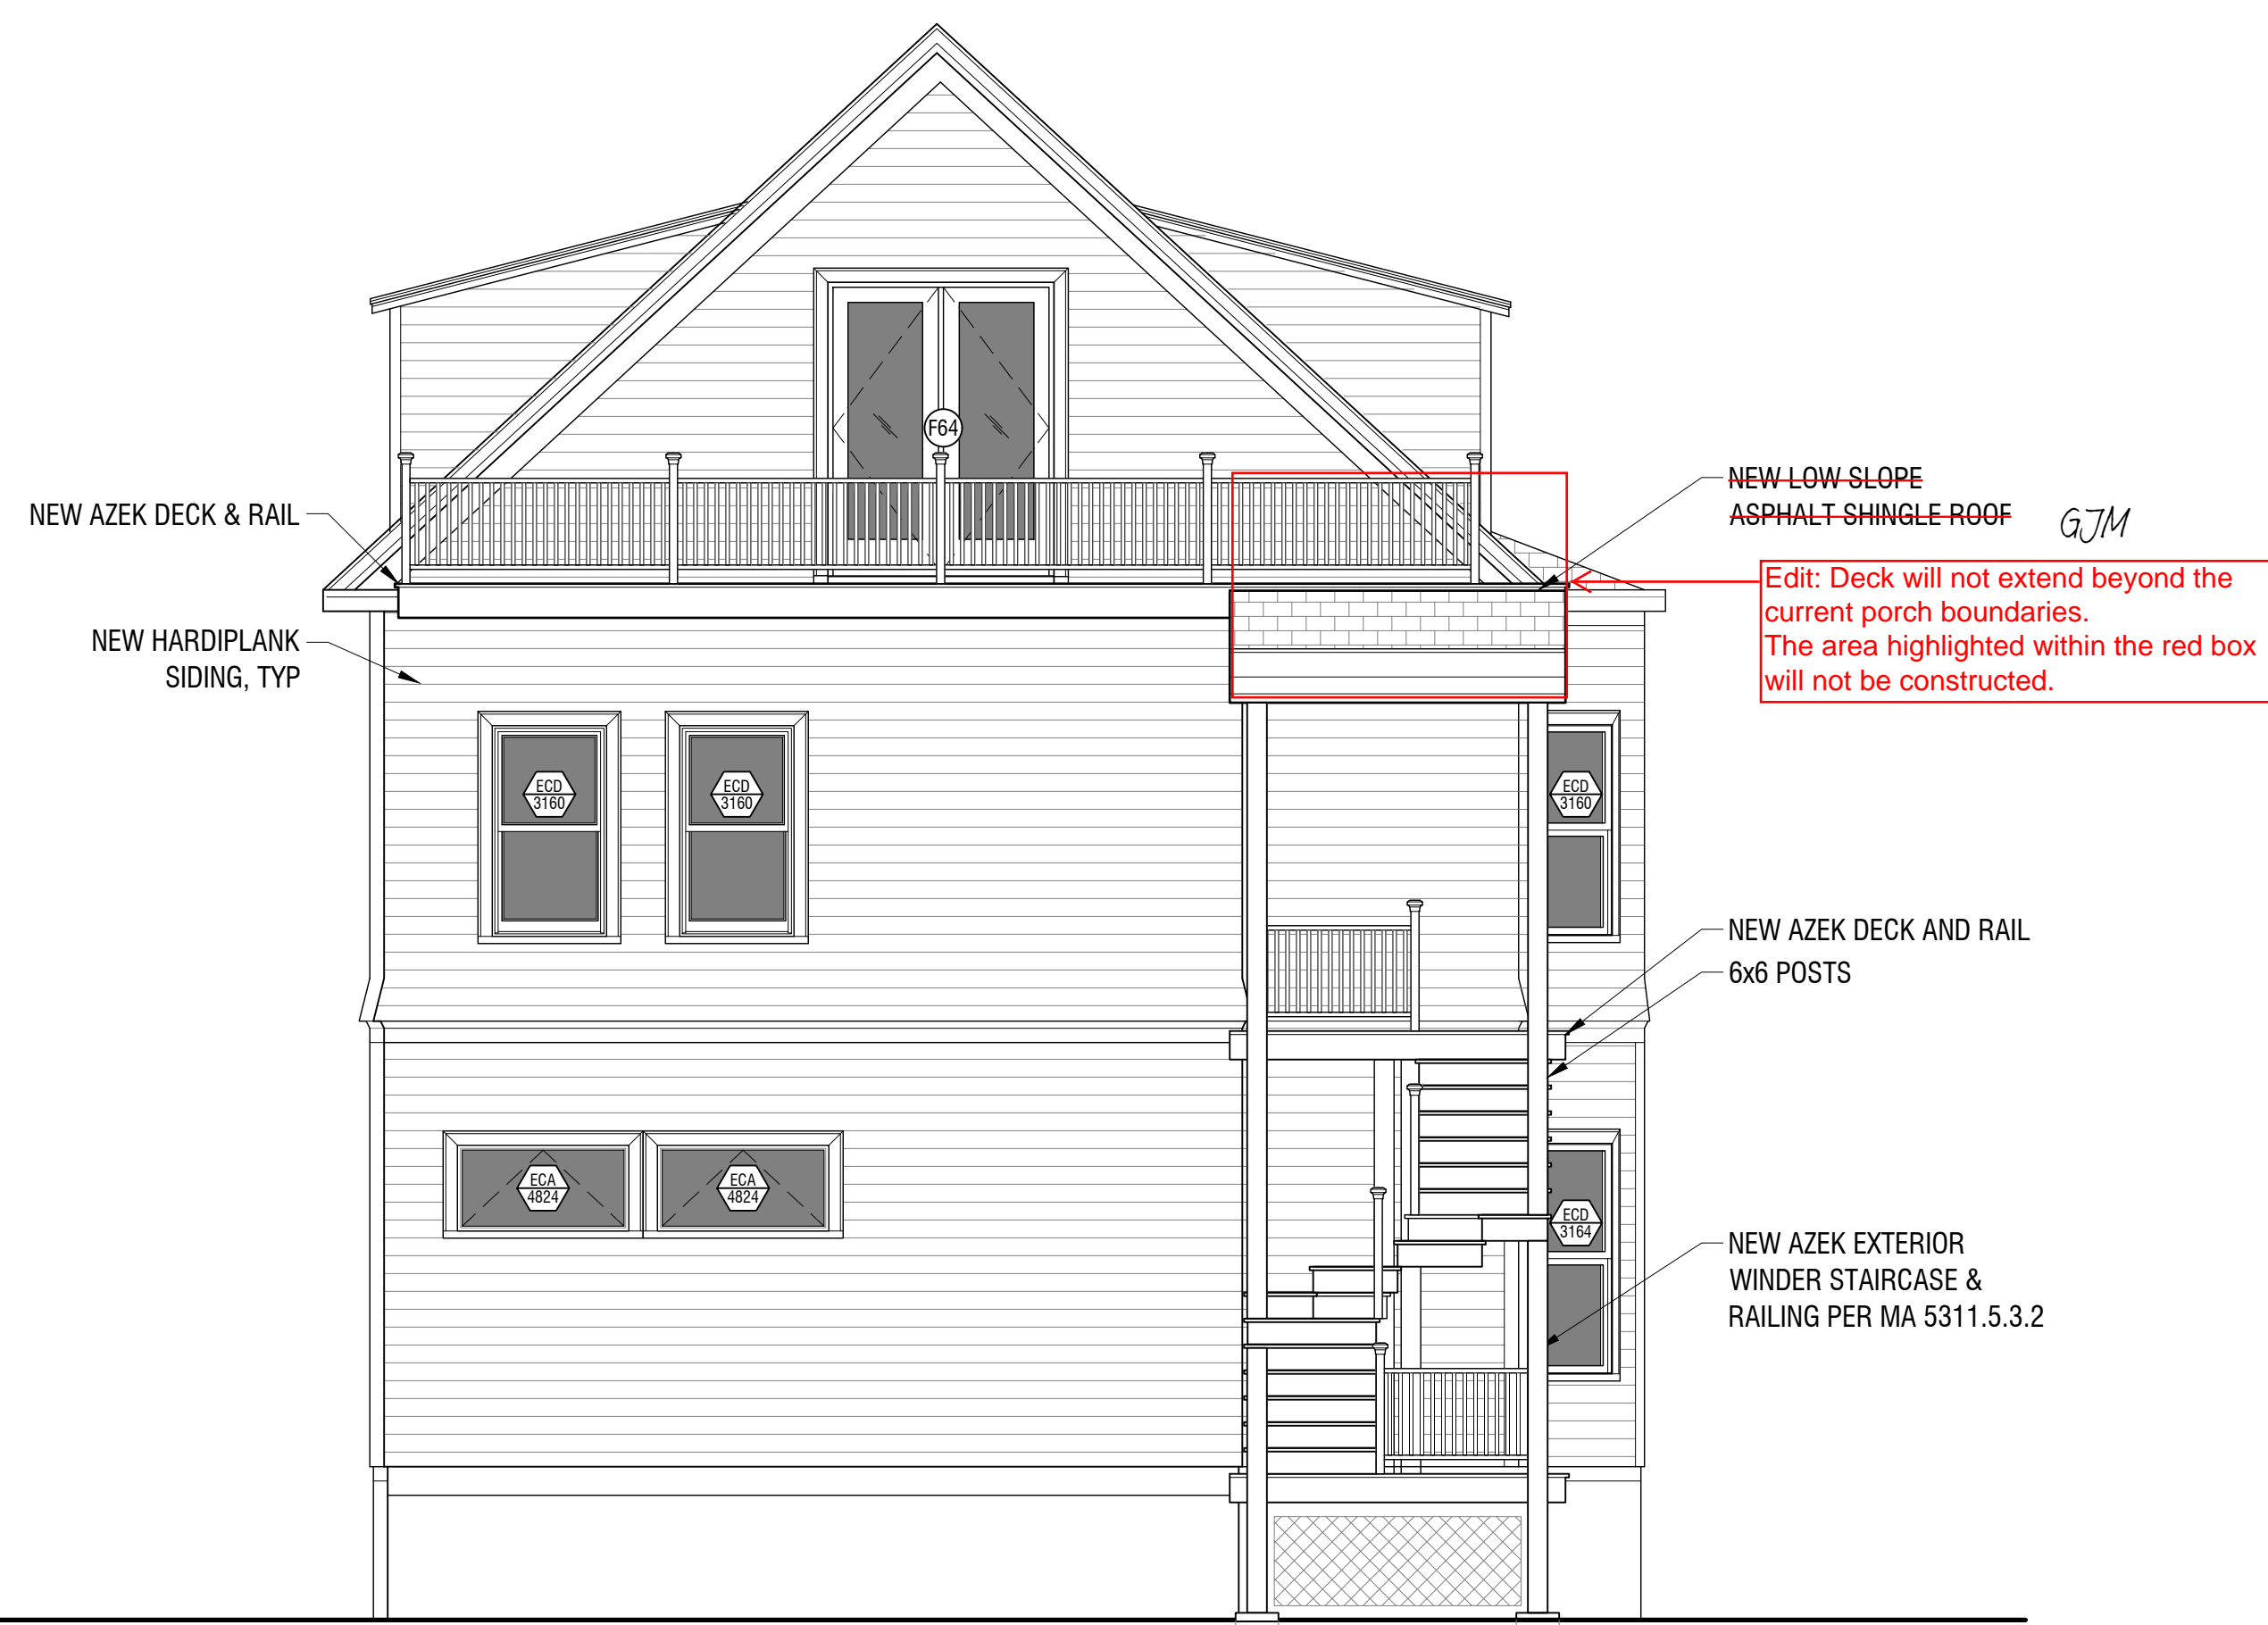 F64
NEW AZEK DECK & RAIL
NEW HARDIPLANK
SIDING, TYP
NEW LOW SLOPE
ASPHALT SHINGLE ROOF
GJM
Edit: Deck will not extend beyond the
current porch boundaries.
The area highlighted within the red box
will not be constructed.
ECD
3160
ECD
3160
ECD
3160
NEW AZEK DECK AND RAIL
6x6 POSTS
ECA
4824
ECA
4824
ECD
3164
NEW AZEK EXTERIOR
WINDER STAIRCASE &
RAILING PER MA 5311.5.3.2